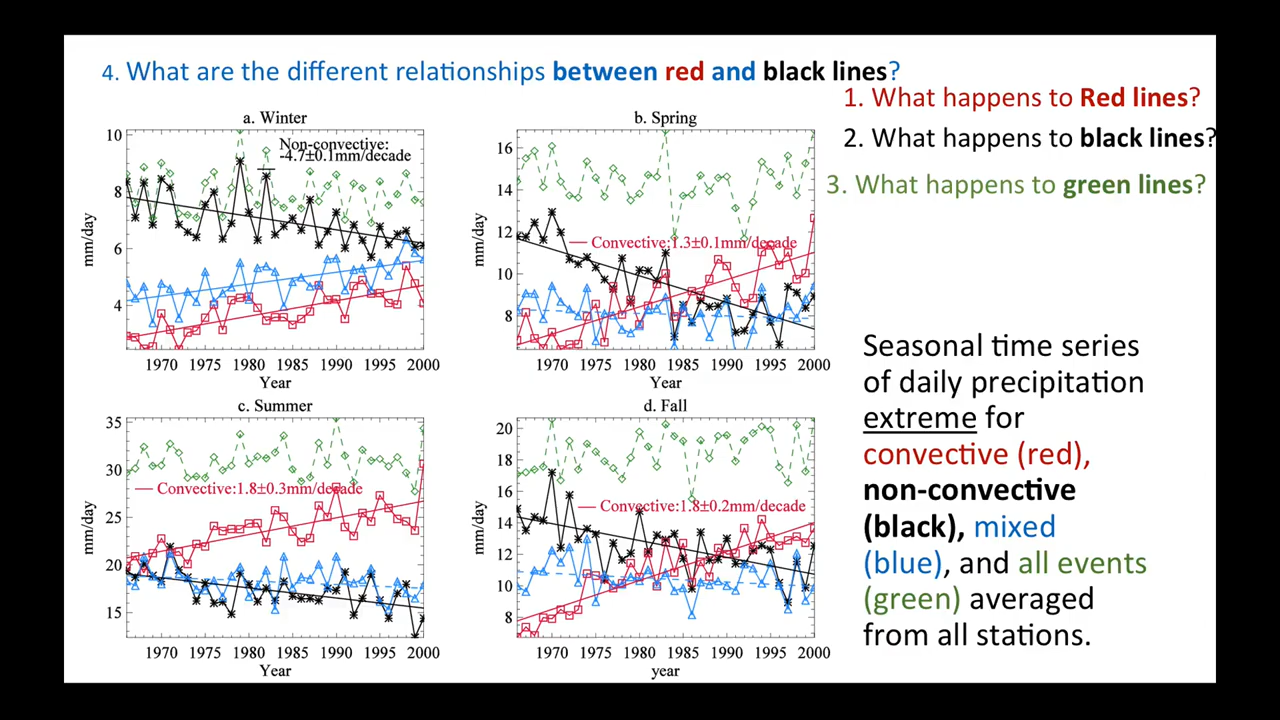 4. What are the different relationships between red and black lines?
1. What happens to Red lines?
2. What happens to black lines?
3. What happens to green lines?
a. Winter
Non-convective:
-4.7±0.1mm/decade
mm/day
10
8
6
4
1970 1975 1980 1985 1990 1995 2000
Year
b. Spring
Convective:1.3±0.1mm/decade
mm/day
16
14
12
10
8
1970 1975 1980 1985 1990 1995 2000
Year
c. Summer
Convective:1.8±0.3mm/decade
mm/day
35
30
25
20
15
1970 1975 1980 1985 1990 1995 2000
Year
d. Fall
Convective:1.8±0.2mm/decade
mm/day
20
18
16
14
12
10
8
1970 1975 1980 1985 1990 1995 2000
year
Seasonal time series
of daily precipitation
extreme for
convective (red),
non-convective
(black), mixed
(blue), and all events
(green) averaged
from all stations.